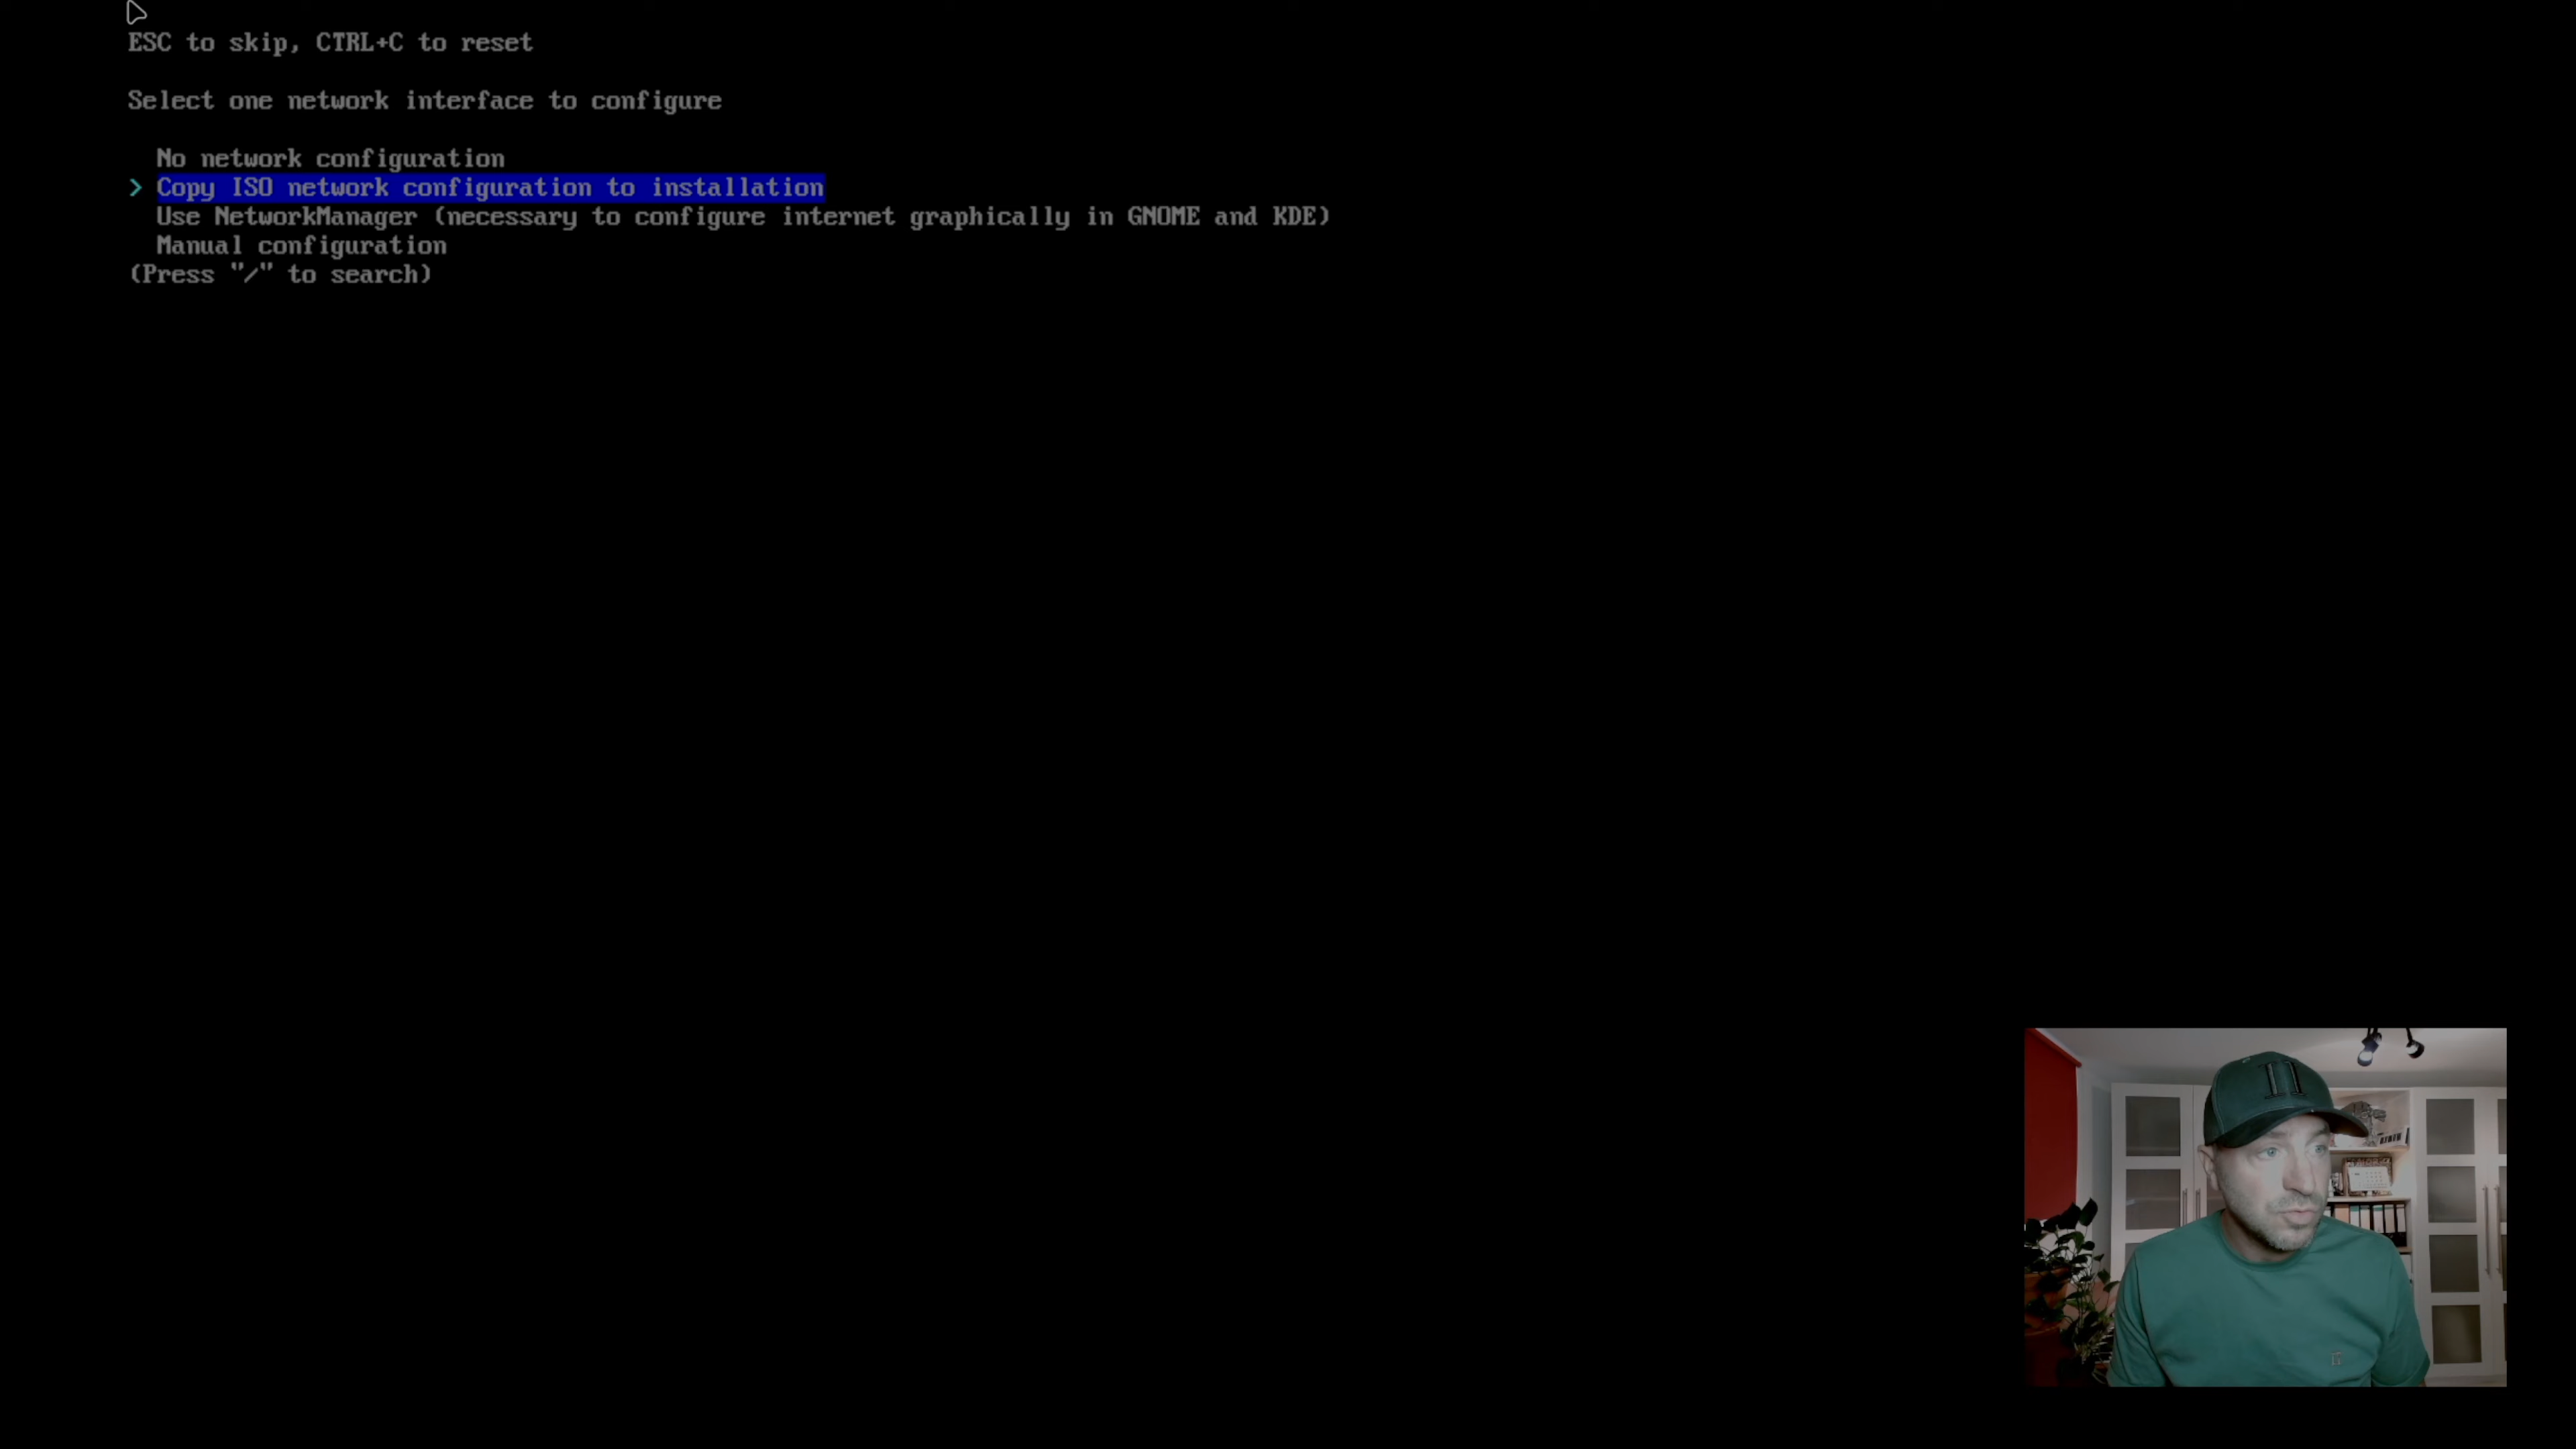 ESC to skip, CTRL+C to reset
Select one network interface to configure
No network configuration
> Copy ISO network configuration to installation
Use NetworkManager (necessary to configure internet graphically in GNOME and KDE)
Manual configuration
(Press "/" to search)